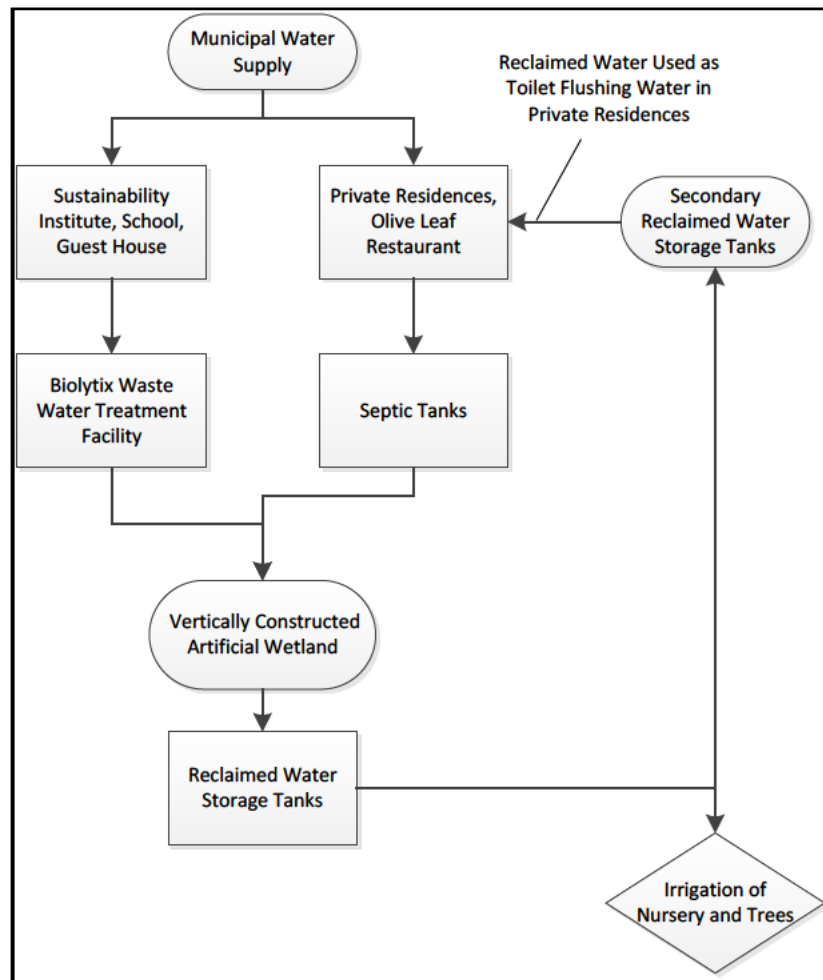 Municipal Water
Supply
Reclaimed Water Used as
Toilet Flushing Water in
Private Residences
Sustainability
Institute, School,
Guest House
Private Residences,
Olive Leaf
Restaurant
Secondary
Reclaimed Water
Storage Tanks
Biolytix Waste
Water Treatment
Facility
Septic Tanks
Vertically Constructed
Artificial Wetland
Reclaimed Water
Storage Tanks
Irrigation of
Nursery and Trees